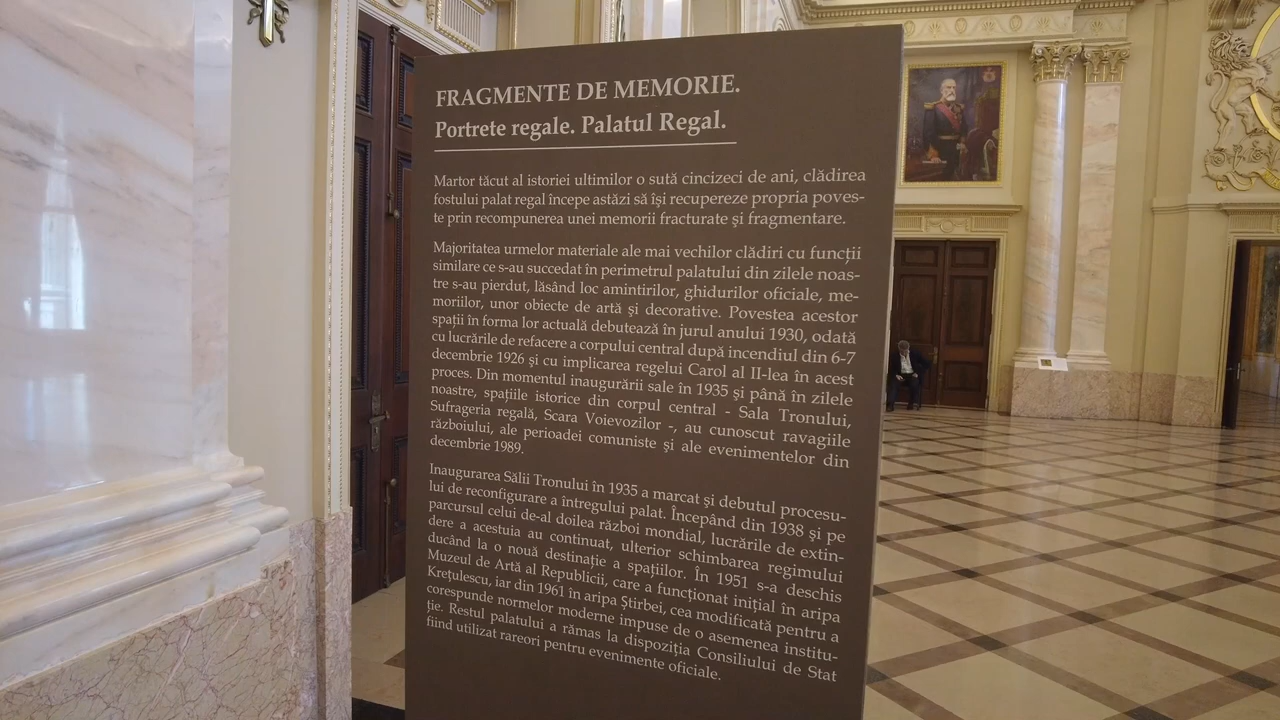 FRAGMENTE DE MEMORIE.
Portrete regale. Palatul Regal.
Martor tăcut al istoriei ultimilor o sută cincizeci de ani, clădirea
fostului palat regal începe astăzi să își recupereze propria poves-
te prin recompunerea unei memorii fracturate și fragmentare.
Majoritatea urmelor materiale ale mai vechilor clădiri cu funcții
similare ce s-au succedat în perimetrul palatului din zilele noas-
tre s-au pierdut, lăsând loc amintirilor, ghidurilor oficiale, me-
moriilor, unor obiecte de artă și decorative. Povestea acestor
spații în forma lor actuală debutează în jurul anului 1930, odată
cu lucrările de refacere a corpului central după incendiul din 6-7
decembrie 1926 și cu implicarea regelui Carol al II-lea în acest
proces. Din momentul inaugurării sale în 1935 și până în zilele
noastre, spațiile istorice din corpul central - Sala Tronului,
Sufrageria regală, Scara Voievozilor -, au cunoscut ravagiile
războiului, ale perioadei comuniste și ale evenimentelor din
decembrie 1989.
Inaugurarea Sălii Tronului în 1935 a marcat și debutul procesu-
lui de reconfigurare a întregului palat. Începând din 1938 și pe
parcursul celui de-al doilea război mondial, lucrările de extin-
dere a acestuia au continuat, ulterior schimbarea regimului
ducând la o nouă destinație a spațiilor. În 1951 s-a deschis
Muzeul de Artă al Republicii, care a funcționat inițial în aripa
Krețulescu, iar din 1961 în aripa Știrbei, cea modificată pentru a
corespunde normelor moderne impuse de o asemenea institu-
ție. Restul palatului a rămas la dispoziția Consiliului de Stat
fiind utilizat rareori pentru evenimente oficiale.